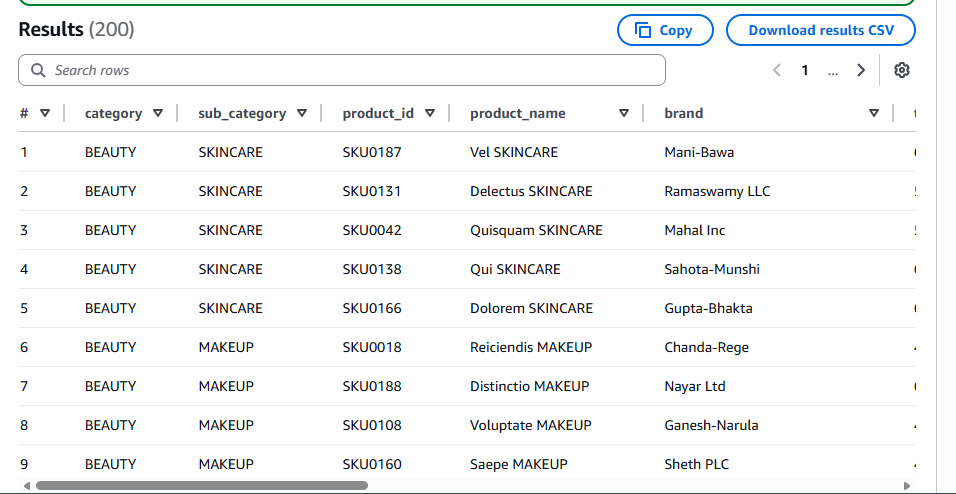 Results (200)
Copy
Download results CSV
Search rows
1 ...
# category sub_category product_id product_name brand
1 BEAUTY SKINCARE SKU0187 Vel SKINCARE Mani-Bawa
2 BEAUTY SKINCARE SKU0131 Delectus SKINCARE Ramaswamy LLC
3 BEAUTY SKINCARE SKU0042 Quisquam SKINCARE Mahal Inc
4 BEAUTY SKINCARE SKU0138 Qui SKINCARE Sahota-Munshi
5 BEAUTY SKINCARE SKU0166 Dolorem SKINCARE Gupta-Bhakta
6 BEAUTY MAKEUP SKU0018 Reiciendis MAKEUP Chanda-Rege
7 BEAUTY MAKEUP SKU0188 Distinctio MAKEUP Nayar Ltd
8 BEAUTY MAKEUP SKU0108 Voluptate MAKEUP Ganesh-Narula
9 BEAUTY MAKEUP SKU0160 Saepe MAKEUP Sheth PLC